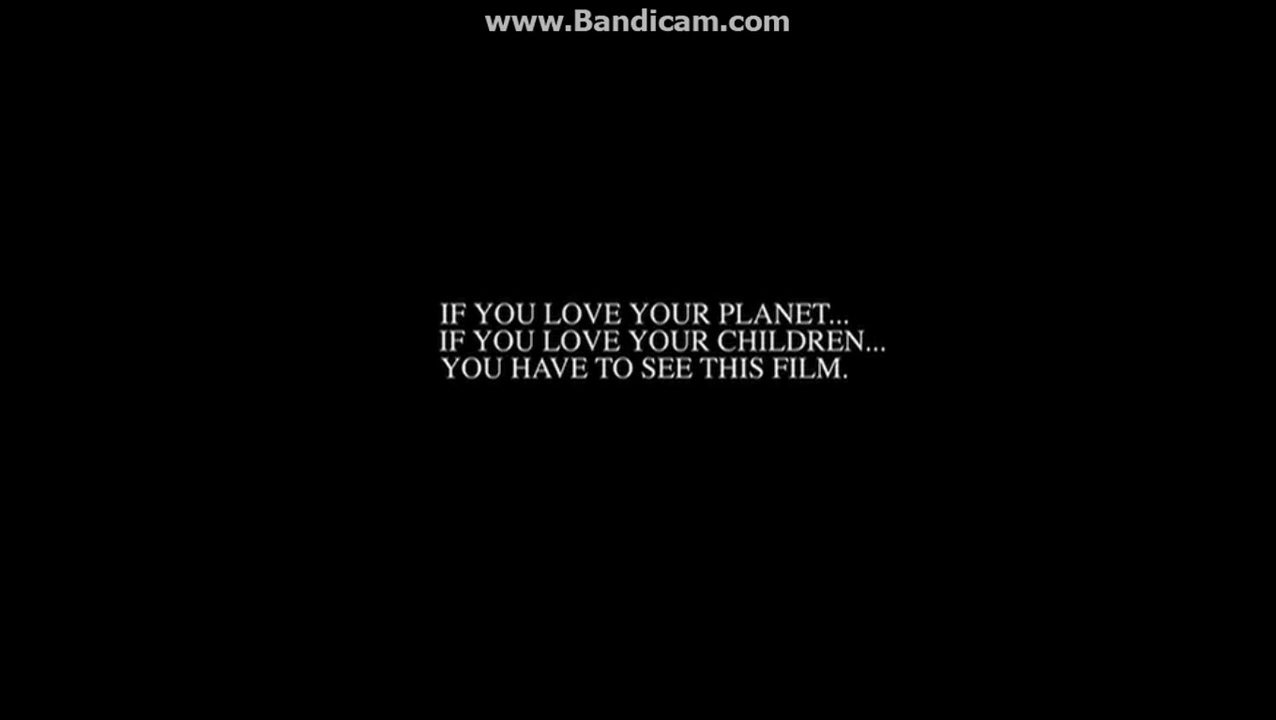 www.Bandicam.com
IF YOU LOVE YOUR PLANET...
IF YOU LOVE YOUR CHILDREN...
YOU HAVE TO SEE THIS FILM.